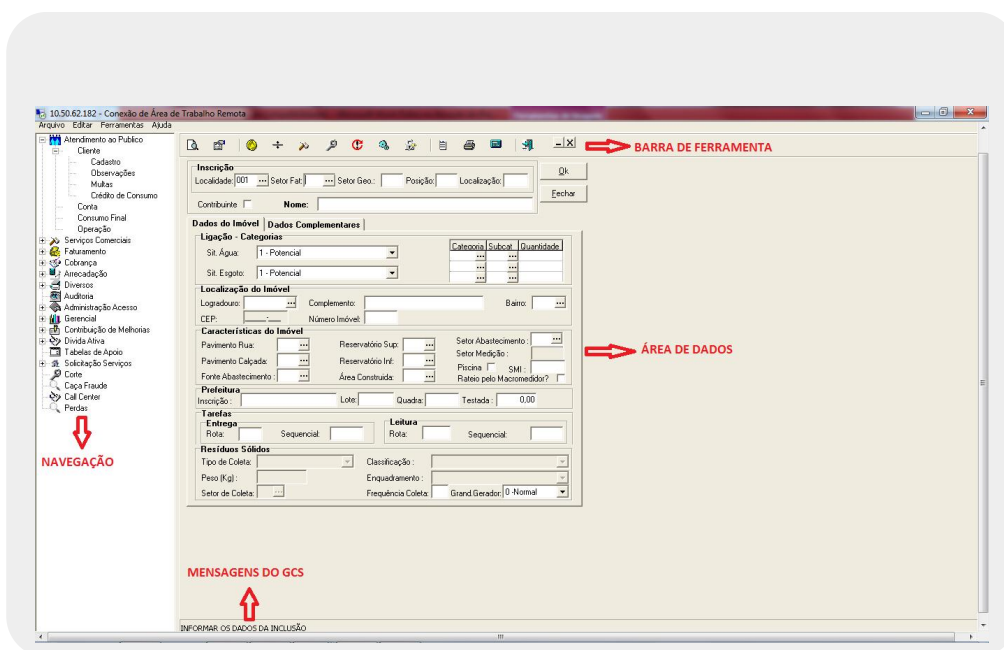 10.50.62.182 - Conexão de Área de Trabalho Remota
Arquivo Editar Ferramentas Ajuda
Atendimento ao Publico
Cliente
Cadastro
Observações
Multas
Crédito de Consumo
Conta
Consumo Final
Operação
Serviços Comerciais
Faturamento
Cobrança
Arrecadação
Diversos
Auditoria
Administração Acesso
Gerencial
Contribuição de Melhorias
Divida Ativa
Tabelas de Apoio
Solicitação Serviços
Corte
Caça Fraude
Call Center
Perdas
NAVEGAÇÃO
BARRA DE FERRAMENTA
Inscrição
Localidade: 001 ... Setor Fat: ... Setor Geo.: Posição: Localização:
Contribuinte Nome:
Ok
Fechar
Dados do Imóvel Dados Complementares
Ligação - Categorias
Sit. Água: 1 - Potencial
Sit. Esgoto: 1 - Potencial
Categoria Subcat Quantidade
... ...
... ...
... ...
Localização do Imóvel
Logradouro: ... Complemento: Bairro: ...
CEP: _____-___ Número Imóvel:
Características do Imóvel
Pavimento Rua: ... Reservatório Sup: ... Setor Abastecimento : ...
Setor Medição :
Pavimento Calçada: ... Reservatório Inf: ... Piscina SMI :
Fonte Abastecimento : ... Área Construida: ... Rateio pelo Macromedidor?
ÁREA DE DADOS
Prefeitura
Inscrição : Lote: Quadra: Testada : 0,00
Tarefas
Entrega
Rota: Sequencial:
Leitura
Rota: Sequencial:
Resíduos Sólidos
Tipo de Coleta: Classificação :
Peso (Kg) : Enquadramento :
Setor de Coleta: ... Frequência Coleta: Grand.Gerador: 0 -Normal
MENSAGENS DO GCS
INFORMAR OS DADOS DA INCLUSÃO